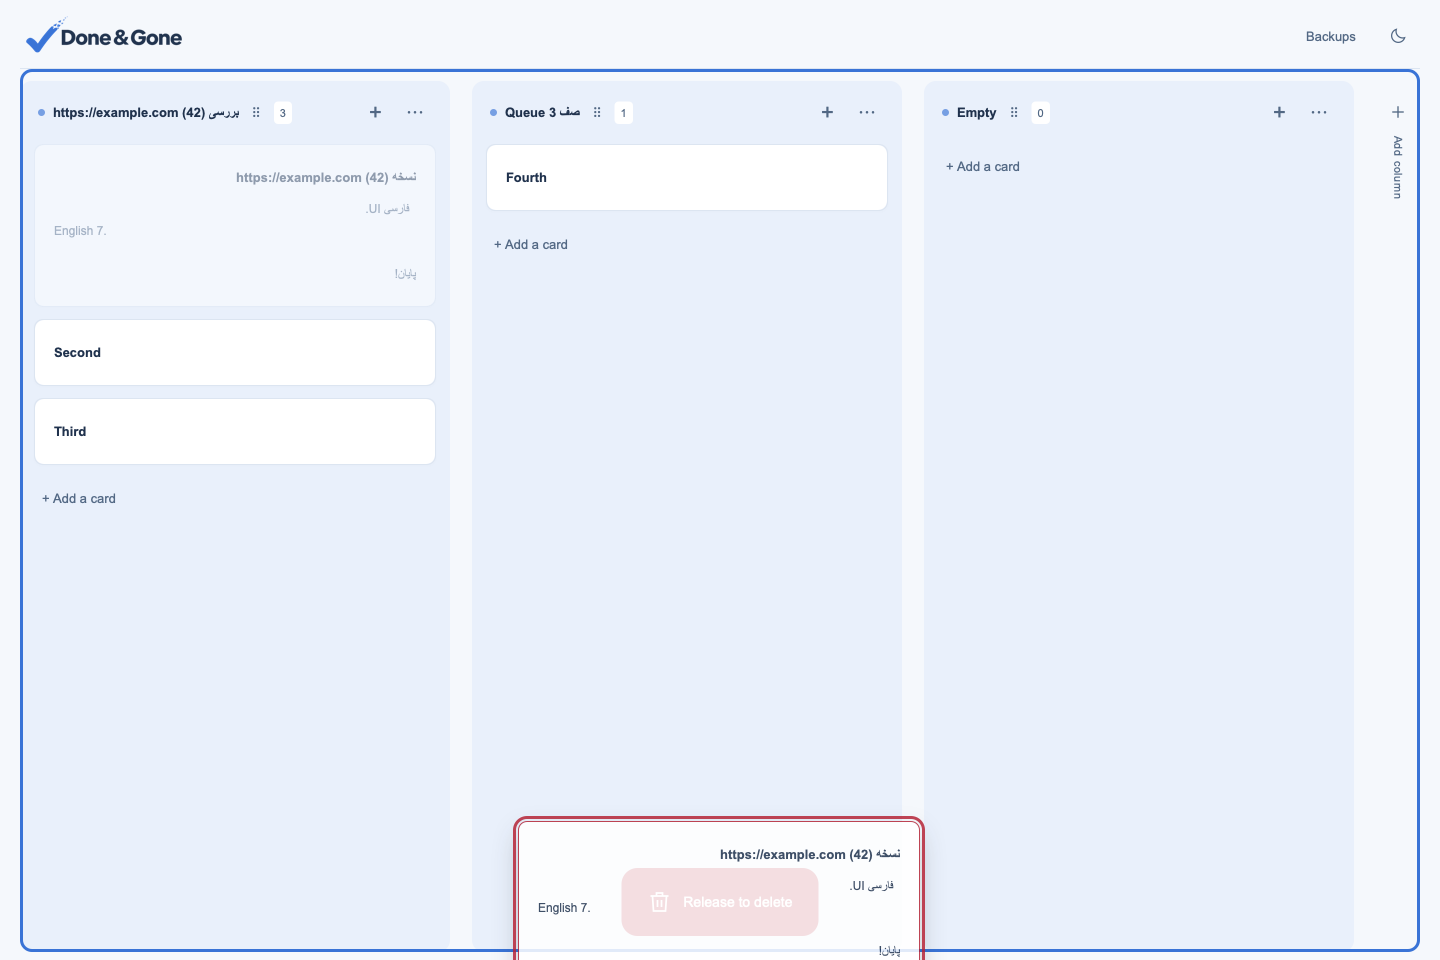 Done & Gone
Backups
بررسی (42) https://example.com
3
نسخه (42) https://example.com
فارسی UI.
English 7.
پایان!
Second
Third
+ Add a card
Queue 3 صف
1
Fourth
+ Add a card
Empty
0
+ Add a card
Add column
نسخه (42) https://example.com
فارسی UI.
English 7.
Release to delete
پایان!